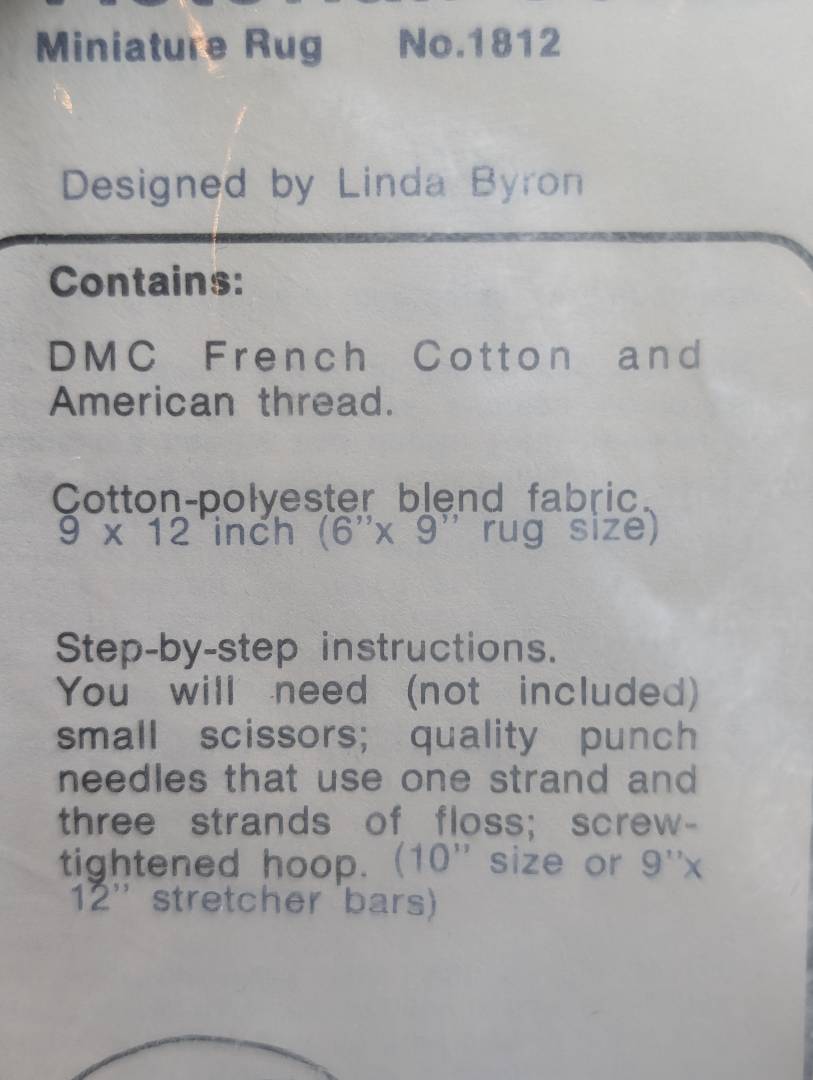 Miniature Rug No.1812
Designed by Linda Byron
Contains:
DMC French Cotton and
American thread.
Cotton-polyester blend fabric.
9 x 12 inch (6"x 9" rug size)
Step-by-step instructions.
You will need (not included)
small scissors; quality punch
needles that use one strand and
three strands of floss; screw-
tightened hoop. (10" size or 9"x
12" stretcher bars)